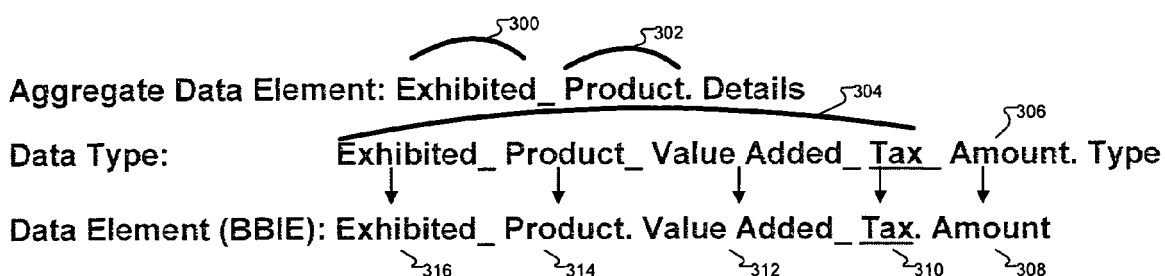 300
302
Aggregate Data Element: Exhibited_ Product. Details
304
306
Data Type: Exhibited_ Product_ Value Added_ Tax_ Amount. Type
Data Element (BBIE): Exhibited_ Product. Value Added_ Tax. Amount
316 314 312 310 308